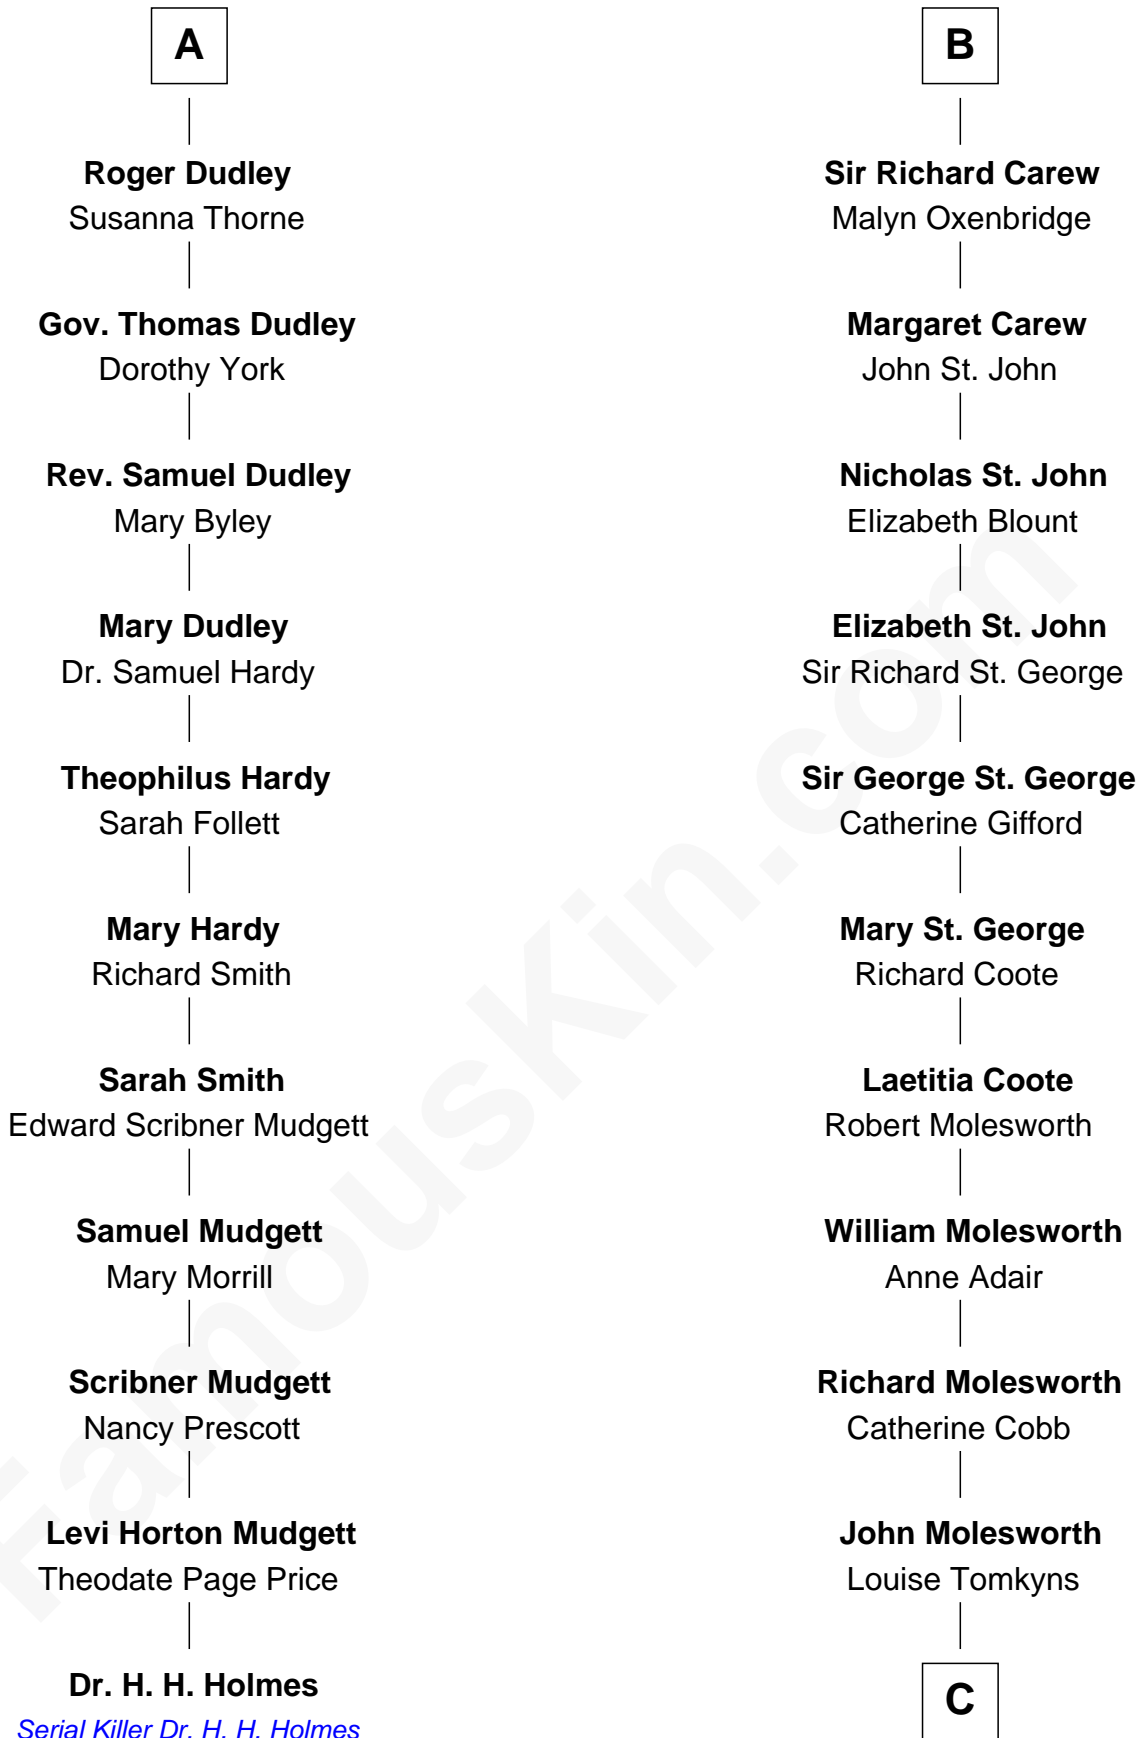 A
Roger Dudley
Susanna Thorne
Gov. Thomas Dudley
Dorothy York
Rev. Samuel Dudley
Mary Byley
Mary Dudley
Dr. Samuel Hardy
Theophilus Hardy
Sarah Follett
Mary Hardy
Richard Smith
Sarah Smith
Edward Scribner Mudgett
Samuel Mudgett
Mary Morrill
Scribner Mudgett
Nancy Prescott
Levi Horton Mudgett
Theodate Page Price
Dr. H. H. Holmes
Serial Killer Dr. H. H. Holmes
B
Sir Richard Carew
Malyn Oxenbridge
Margaret Carew
John St. John
Nicholas St. John
Elizabeth Blount
Elizabeth St. John
Sir Richard St. George
Sir George St. George
Catherine Gifford
Mary St. George
Richard Coote
Laetitia Coote
Robert Molesworth
William Molesworth
Anne Adair
Richard Molesworth
Catherine Cobb
John Molesworth
Louise Tomkyns
C
FamousKin.com